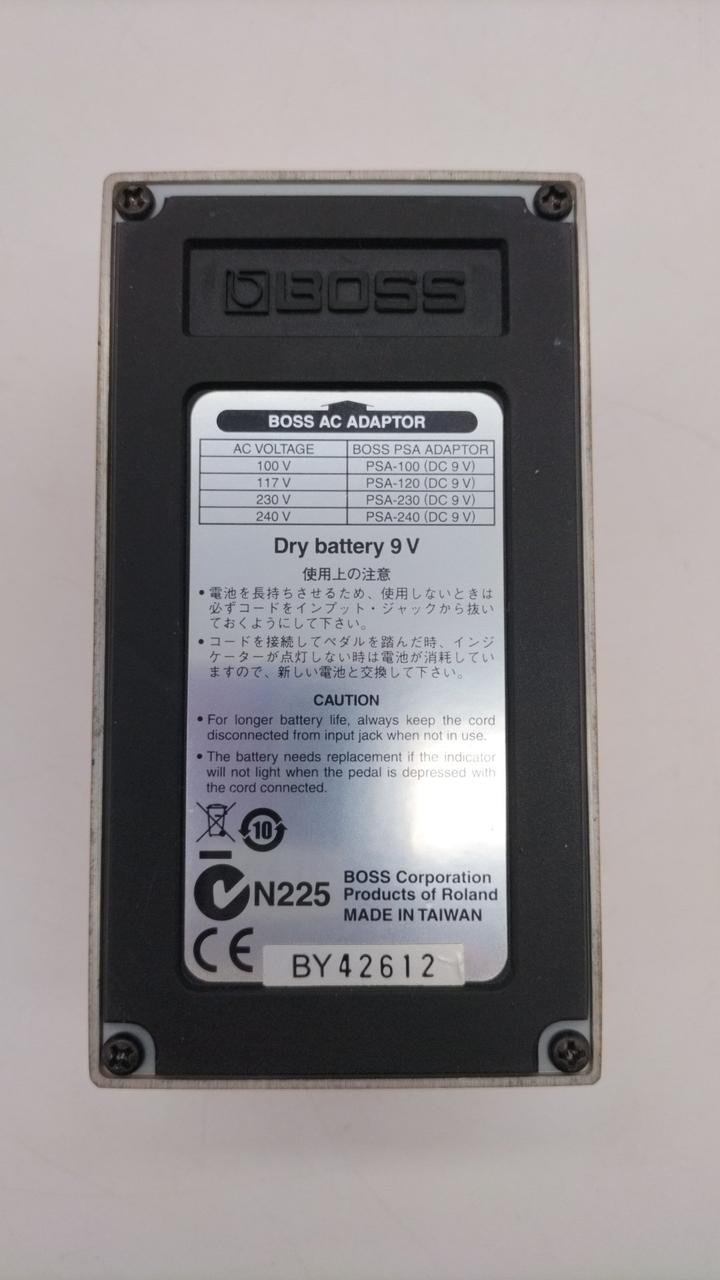 BOSS
BOSS AC ADAPTOR
AC VOLTAGE BOSS PSA ADAPTOR
100 V PSA-100 (DC 9 V)
117 V PSA-120 (DC 9 V)
230 V PSA-230 (DC 9 V)
240 V PSA-240 (DC 9 V)
Dry battery 9 V
使用上の注意
• 電池を長持ちさせるため、使用しないときは
必ずコードをインプット・ジャックから抜い
ておくようにして下さい。
• コードを接続してペダルを踏んだ時、インジ
ケーターが点灯しない時は電池が消耗してい
ますので、新しい電池と交換して下さい。
CAUTION
• For longer battery life, always keep the cord
disconnected from input jack when not in use.
• The battery needs replacement if the indicator
will not light when the pedal is depressed with
the cord connected.
10
N225
BOSS Corporation
Products of Roland
MADE IN TAIWAN
CE
BY42612